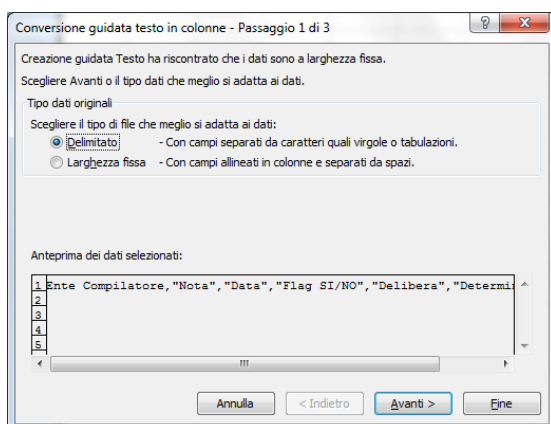 Conversione guidata testo in colonne - Passaggio 1 di 3
Creazione guidata Testo ha riscontrato che i dati sono a larghezza fissa.
Scegliere Avanti o il tipo dati che meglio si adatta ai dati.
Tipo dati originali
Scegliere il tipo di file che meglio si adatta ai dati:
Delimitato - Con campi separati da caratteri quali virgole o tabulazioni.
Larghezza fissa - Con campi allineati in colonne e separati da spazi.
Anteprima dei dati selezionati:
1 Ente Compilatore,"Nota","Data","Flag SI/NO","Delibera","Determi
2
3
4
5
Annulla < Indietro Avanti > Fine